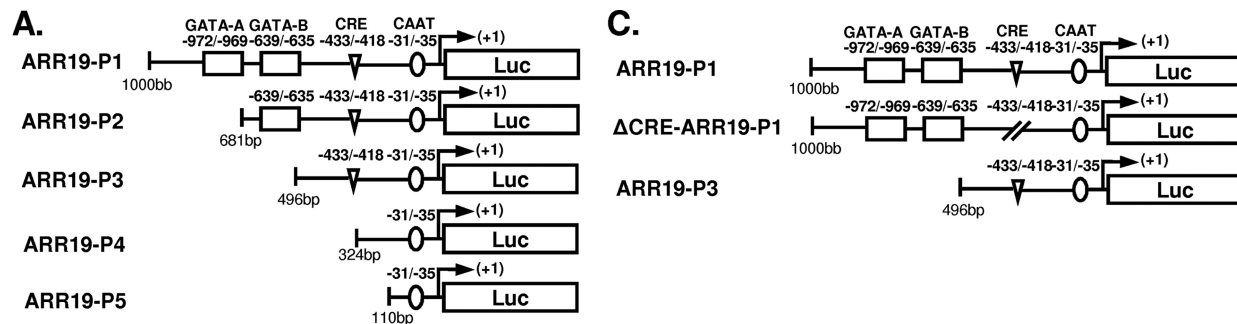 A.
GATA-A GATA-B CRE CAAT
-972/-969 -639/-635 -433/-418 -31/-35 (+1)
ARR19-P1 Luc
1000bb
-639/-635 -433/-418 -31/-35 (+1)
ARR19-P2 Luc
681bp
-433/-418 -31/-35 (+1)
ARR19-P3 Luc
496bp
-31/-35 (+1)
ARR19-P4 Luc
324bp
-31/-35 (+1)
ARR19-P5 Luc
110bp
C.
GATA-A GATA-B CRE CAAT
-972/-969 -639/-635 -433/-418 -31/-35 (+1)
ARR19-P1 Luc
1000bb
-972/-969 -639/-635 -433/-418 -31/-35 (+1)
ΔCRE-ARR19-P1 Luc
1000bb
-433/-418 -31/-35 (+1)
ARR19-P3 Luc
496bp